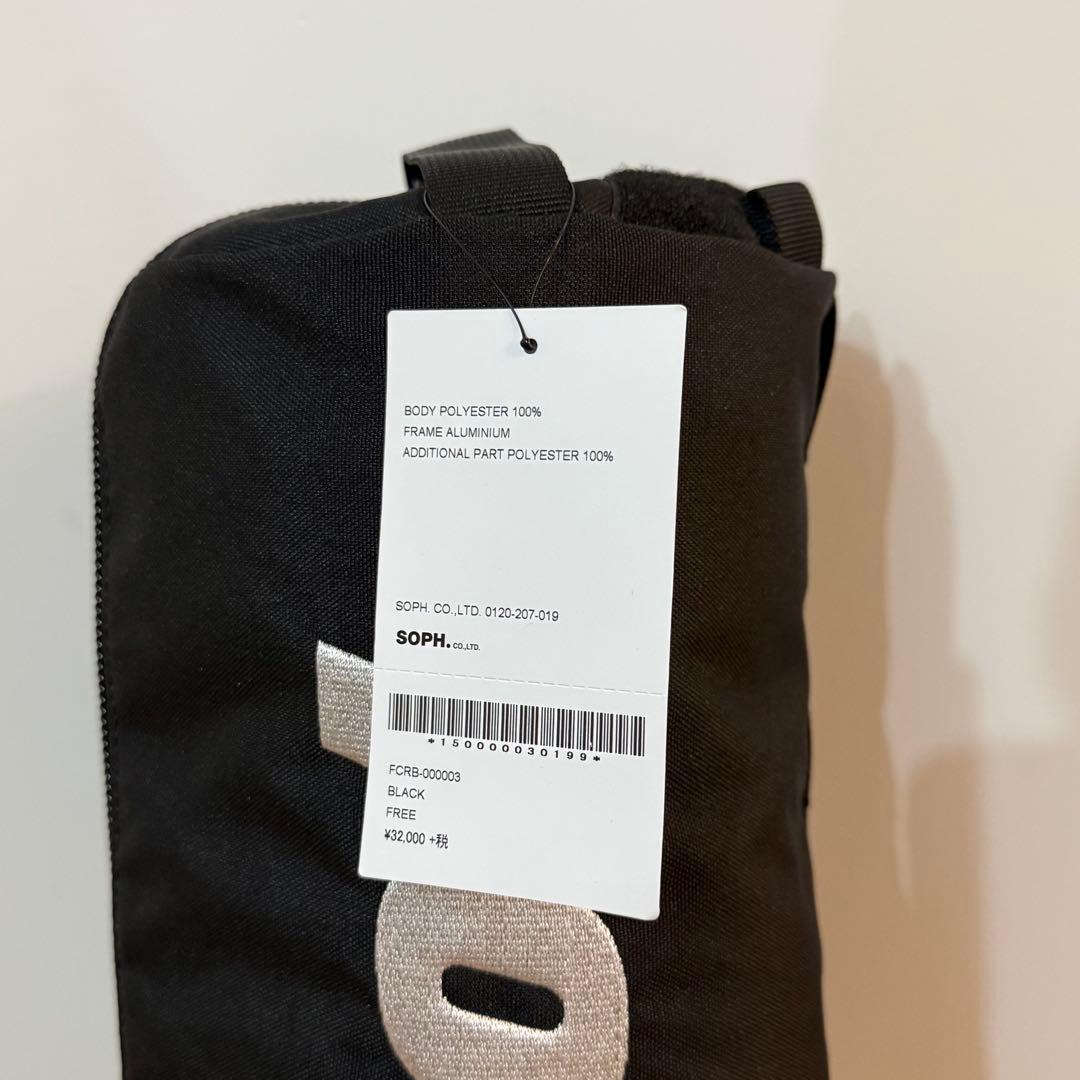 BODY POLYESTER 100%
FRAME ALUMINIUM
ADDITIONAL PART POLYESTER 100%
SOPH. CO.,LTD. 0120-207-019
SOPH. CO.,LTD.
*150000030199*
FCRB-000003
BLACK
FREE
¥32,000 +税